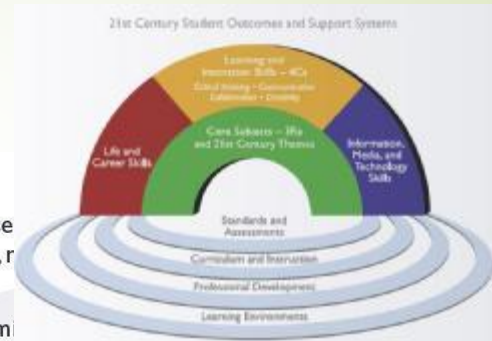 21st Century Student Outcomes and Support Systems
Learning and
Innovation Skills – 4Cs
Critical thinking • Communication
Collaboration • Creativity
Core Subjects – 3Rs
and 21st Century Themes
Life and
Career Skills
Information,
Media, and
Technology
Skills
Standards and
Assessments
Curriculum and Instruction
Professional Development
Learning Environments